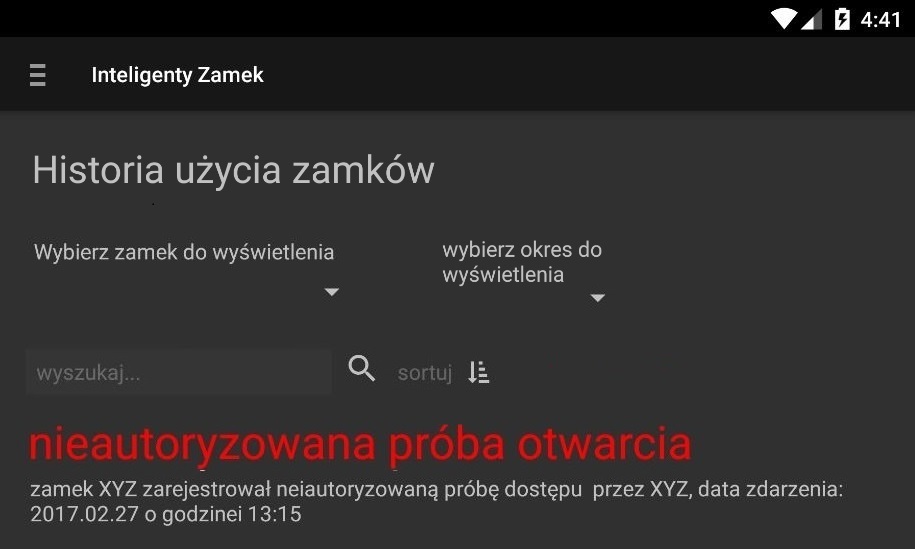 4:41
Inteligenty Zamek
Historia użycia zamków
Wybierz zamek do wyświetlenia
wybierz okres do
wyświetlenia
wyszukaj...
sortuj
nieautoryzowana próba otwarcia
zamek XYZ zarejestrował neiautoryzowaną próbę dostępu przez XYZ, data zdarzenia:
2017.02.27 o godzinei 13:15